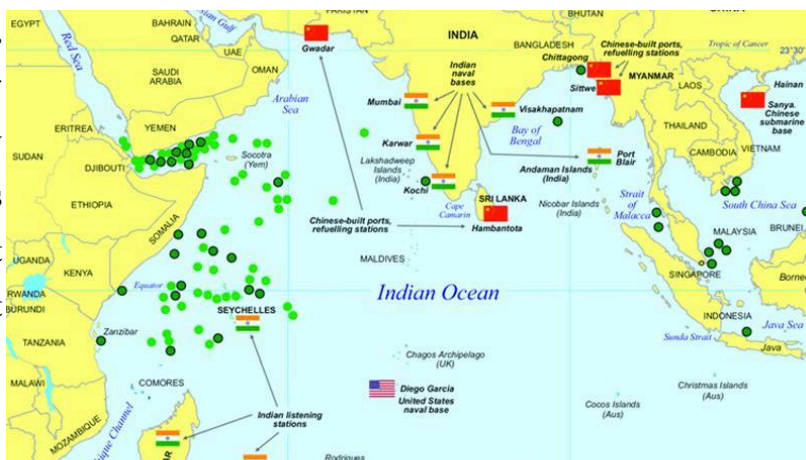 EGYPT
BAHRAIN
QATAR
UAE
OMAN
SAUDI
ARABIA
Red Sea
YEMEN
ERITREA
DJIBOUTI
SUDAN
ETHIOPIA
SOMALIA
UGANDA
KENYA
RWANDA
BURUNDI
TANZANIA
Zanzibar
MALAWI
MOZAMBIQUE
COMORES
Equator
SEYCHELLES
Socotra
(Yem)
Arabian
Sea
Gwadar
Chinese-built ports,
refuelling stations
INDIA
Indian
naval
bases
Mumbai
Karwar
Lakshadweep
Islands
(India)
Kochi
Cape
Camarin
SRI LANKA
Hambantota
MALDIVES
Visakhapatnam
Bay of
Bengal
BANGLADESH
BHUTAN
Chittagong
Sittwe
Chinese-built ports,
refuelling stations
MYANMAR
Tropic of Cancer
23°30'
LAOS
Hainan
Sanya.
Chinese
submarine
base
THAILAND
CAMBODIA
VIETNAM
Port
Blair
Andaman Islands
(India)
Nicobar Islands
(India)
Strait
of
Malacca
South China Sea
MALAYSIA
BRUNEI
SINGAPORE
Borneo
INDONESIA
Java Sea
Sunda Strait
Java
Indian Ocean
Chagos Archipelago
(UK)
Diego Garcia
United States
naval base
Christmas Islands
(Aus)
Cocos Islands
(Aus)
Indian listening
stations
Rodrigues